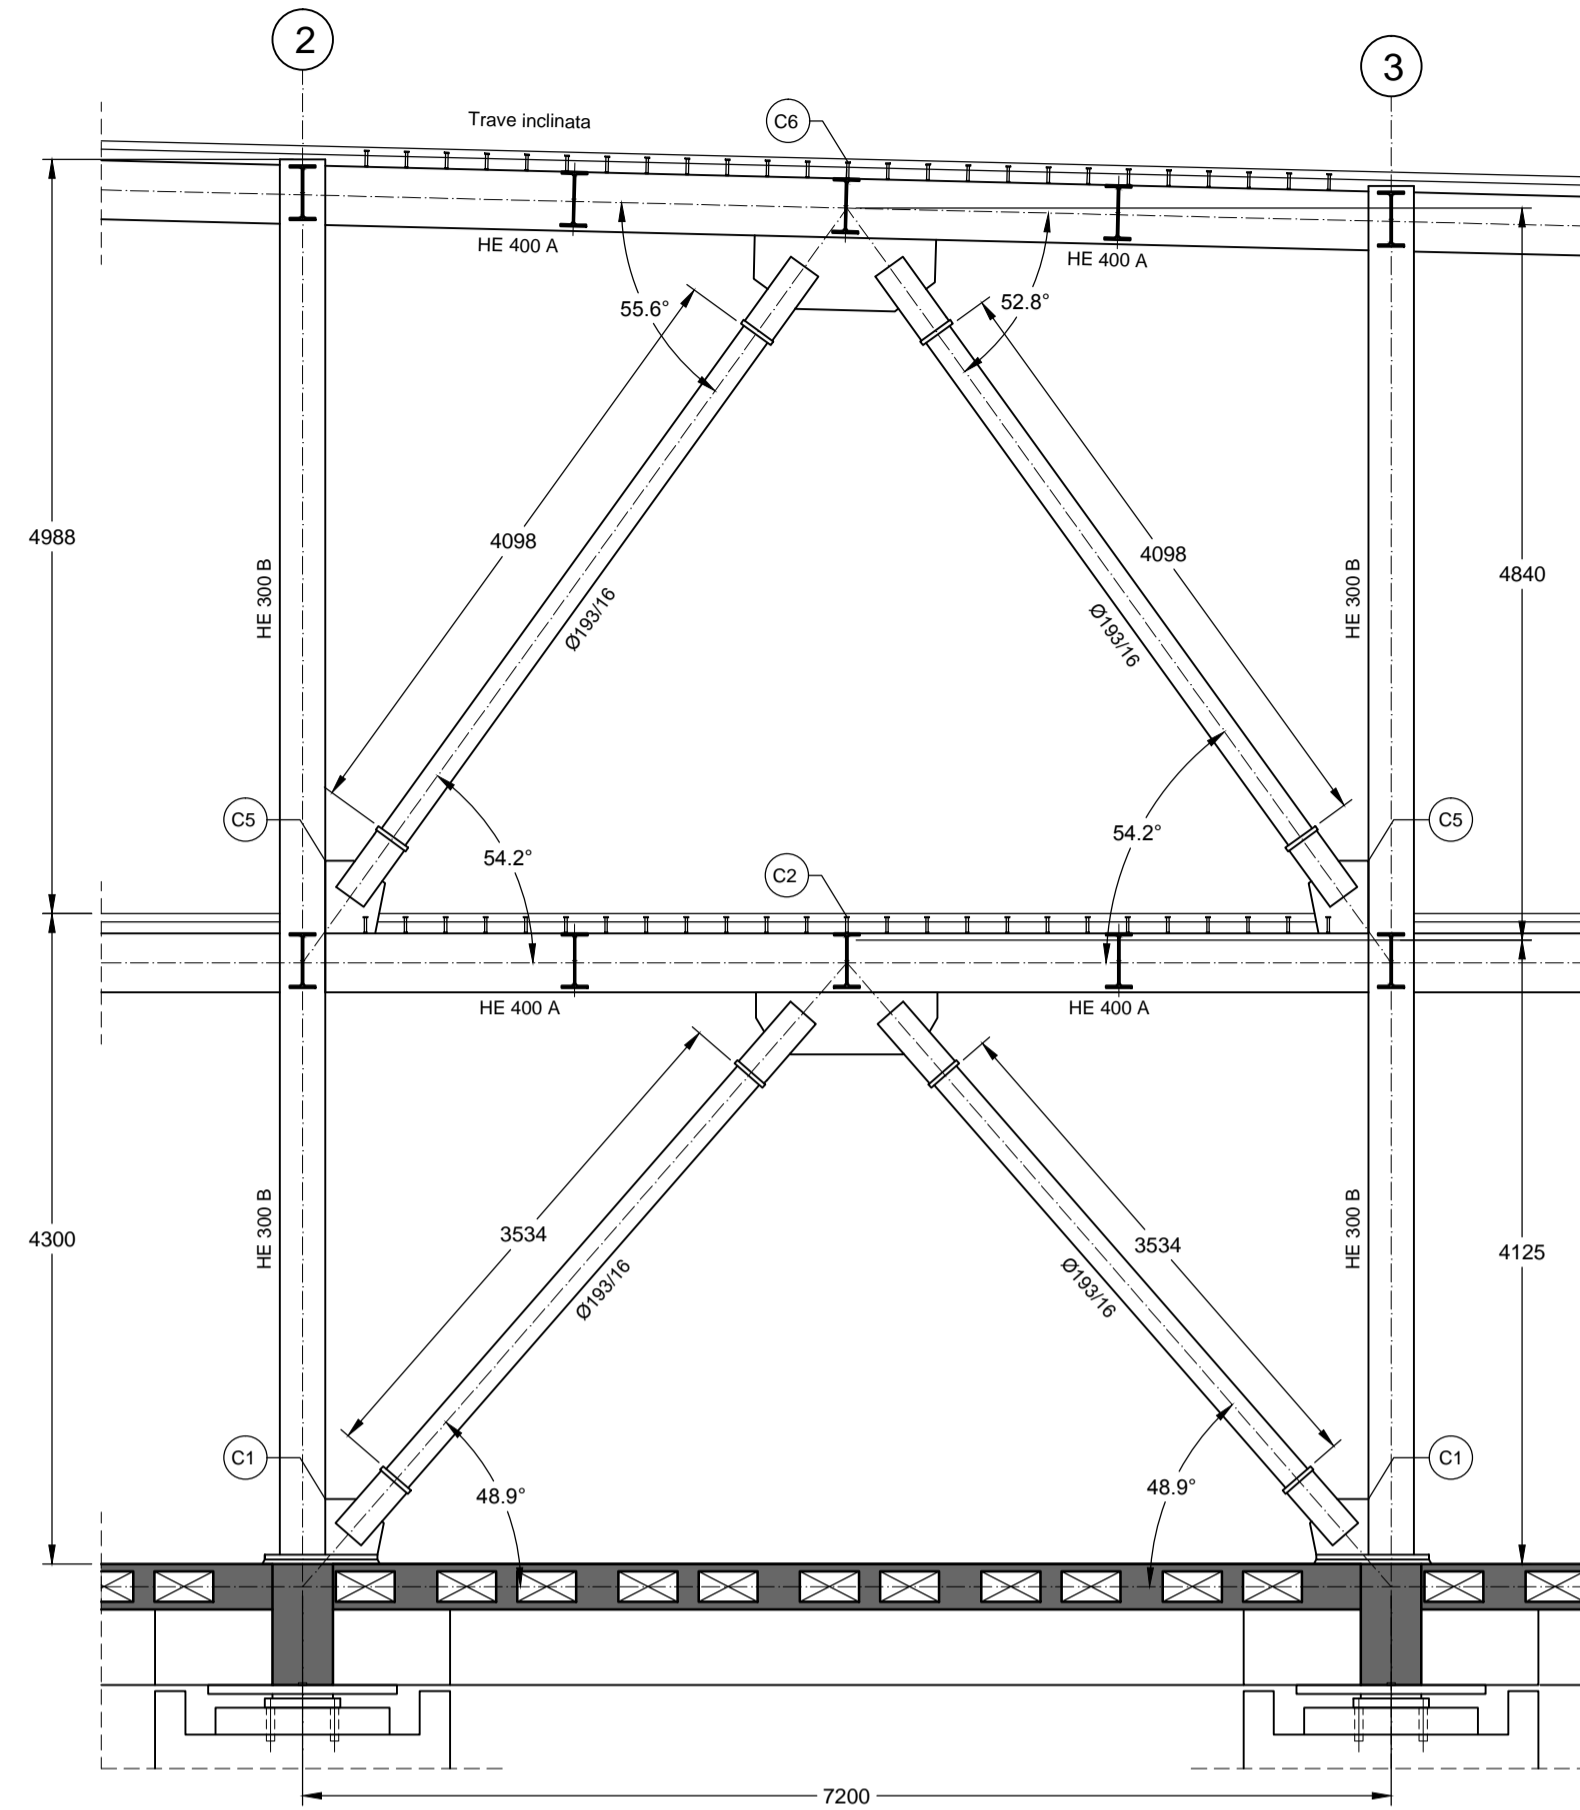 2
3
Trave inclinata
C6
HE 400 A
HE 400 A
55.6°
52.8°
4988
4098
4098
4840
HE 300 B
Ø193/16
Ø193/16
HE 300 B
C5
54.2°
54.2°
C5
C2
HE 400 A
HE 400 A
4300
3534
3534
4125
HE 300 B
Ø193/16
Ø193/16
HE 300 B
C1
48.9°
48.9°
C1
7200